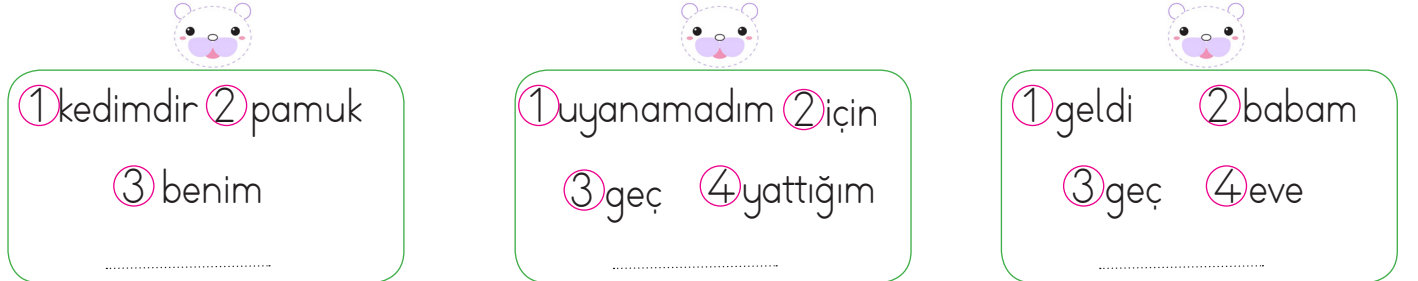 1 kedimdir 2 pamuk
3 benim
1 uyanamadım 2 için
3 geç 4 yattığım
1 geldi 2 babam
3 geç 4 eve